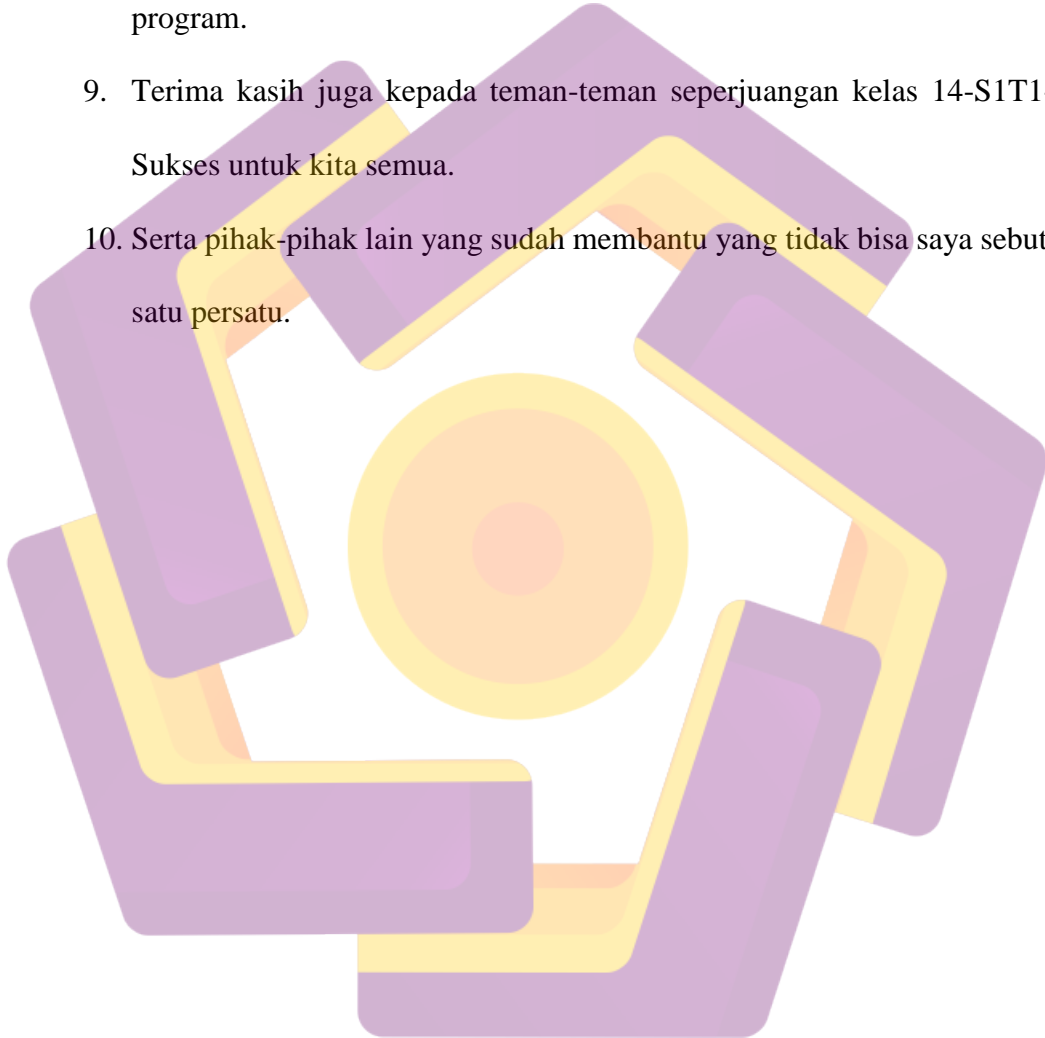 program.
9. Terima kasih juga kepada teman-teman seperjuangan kelas 14-S1T1
Sukses untuk kita semua.
10. Serta pihak-pihak lain yang sudah membantu yang tidak bisa saya sebut
satu persatu.